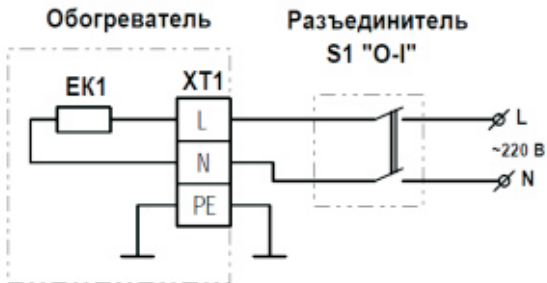 Обогреватель
Разъединитель
S1 "O-I"
EK1
XT1
L
N
PE
L
~220 В
N